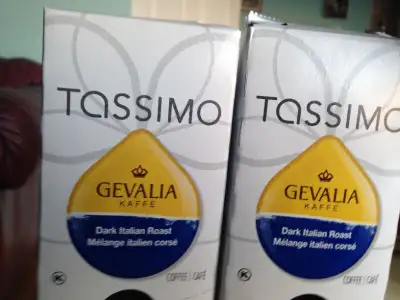 TASSIMO
GEVALIA
KAFFE
Dark Italian Roast
Mélange italien corsé
COFFEE | CAFÉ
K
TASSIMO
GEVALIA
KAFFE
Dark Italian Roast
Mélange italien corsé
COFFEE | CAFÉ
K